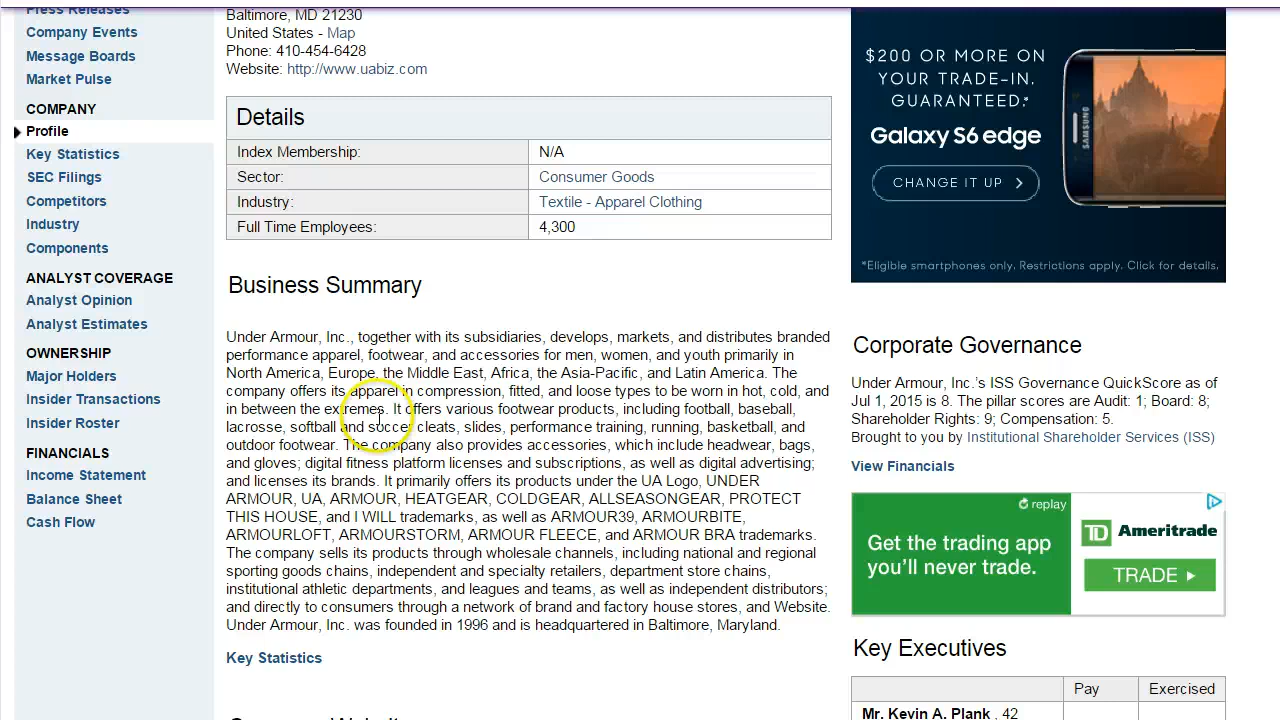 Press Releases
Company Events
Message Boards
Market Pulse
COMPANY
Profile
Key Statistics
SEC Filings
Competitors
Industry
Components
ANALYST COVERAGE
Analyst Opinion
Analyst Estimates
OWNERSHIP
Major Holders
Insider Transactions
Insider Roster
FINANCIALS
Income Statement
Balance Sheet
Cash Flow
Baltimore, MD 21230
United States - Map
Phone: 410-454-6428
Website: http://www.uabiz.com
Details
Index Membership: N/A
Sector: Consumer Goods
Industry: Textile - Apparel Clothing
Full Time Employees: 4,300
Business Summary
Under Armour, Inc., together with its subsidiaries, develops, markets, and distributes branded
performance apparel, footwear, and accessories for men, women, and youth primarily in
North America, Europe, the Middle East, Africa, the Asia-Pacific, and Latin America. The
company offers its apparel in compression, fitted, and loose types to be worn in hot, cold, and
in between the extremes. It offers various footwear products, including football, baseball,
lacrosse, softball and soccer cleats, slides, performance training, running, basketball, and
outdoor footwear. The company also provides accessories, which include headwear, bags,
and gloves; digital fitness platform licenses and subscriptions, as well as digital advertising;
and licenses its brands. It primarily offers its products under the UA Logo, UNDER
ARMOUR, UA, ARMOUR, HEATGEAR, COLDGEAR, ALLSEASONGEAR, PROTECT
THIS HOUSE, and I WILL trademarks, as well as ARMOUR39, ARMOURBITE,
ARMOURLOFT, ARMOURSTORM, ARMOUR FLEECE, and ARMOUR BRA trademarks.
The company sells its products through wholesale channels, including national and regional
sporting goods chains, independent and specialty retailers, department store chains,
institutional athletic departments, and leagues and teams, as well as independent distributors;
and directly to consumers through a network of brand and factory house stores, and Website.
Under Armour, Inc. was founded in 1996 and is headquartered in Baltimore, Maryland.
Key Statistics
$200 OR MORE ON
YOUR TRADE-IN.
GUARANTEED.*
Galaxy S6 edge
CHANGE IT UP >
SAMSUNG
*Eligible smartphones only. Restrictions apply. Click for details.
Corporate Governance
Under Armour, Inc.'s ISS Governance QuickScore as of
Jul 1, 2015 is 8. The pillar scores are Audit: 1; Board: 8;
Shareholder Rights: 9; Compensation: 5.
Brought to you by Institutional Shareholder Services (ISS)
View Financials
replay
Get the trading app
you'll never trade.
TD Ameritrade
TRADE
Key Executives
Pay Exercised
Mr. Kevin A. Plank , 42